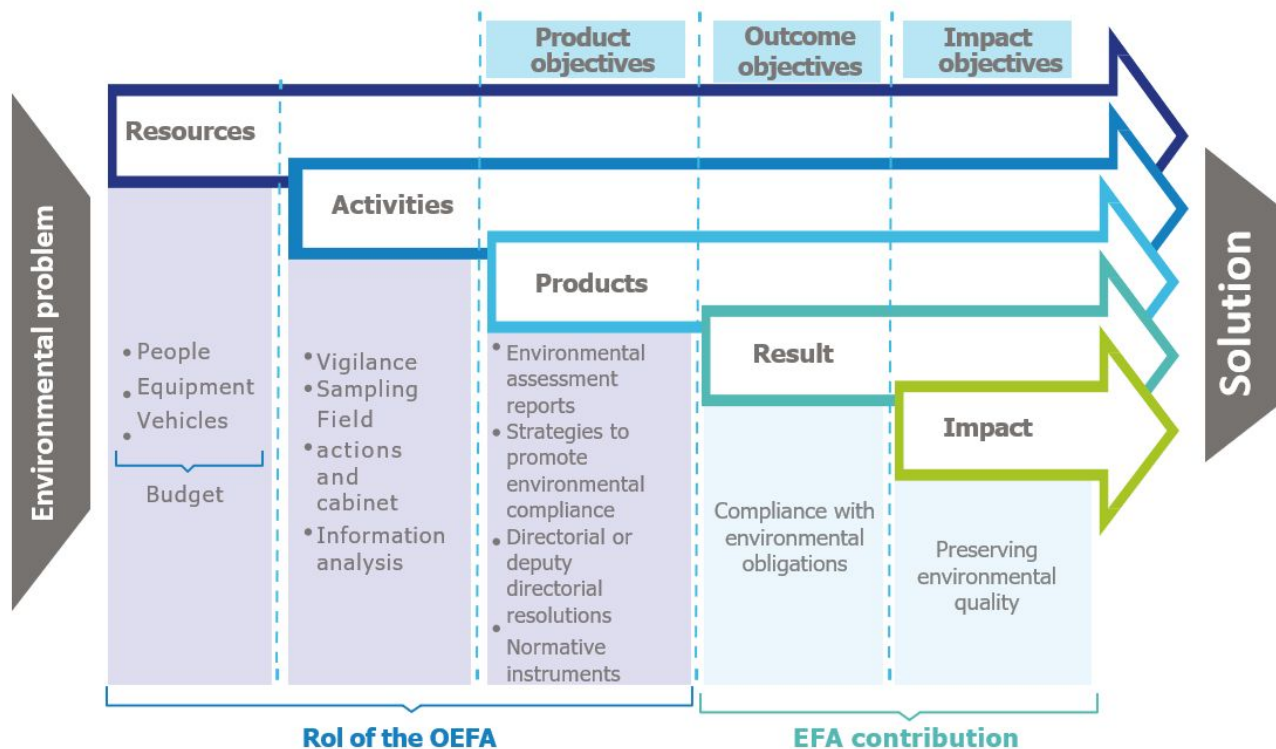 Product
objectives
Outcome
objectives
Impact
objectives
Environmental problem
Resources
Activities
Products
Result
Impact
Solution
• People
• Equipment
Vehicles
•
Budget
• Vigilance
• Sampling
Field
• actions
and
cabinet
• Information
analysis
• Environmental
assessment
reports
• Strategies to
promote
environmental
compliance
• Directorial or
deputy
directorial
resolutions
•
Normative
instruments
Compliance with
environmental
obligations
Preserving
environmental
quality
Rol of the OEFA
EFA contribution